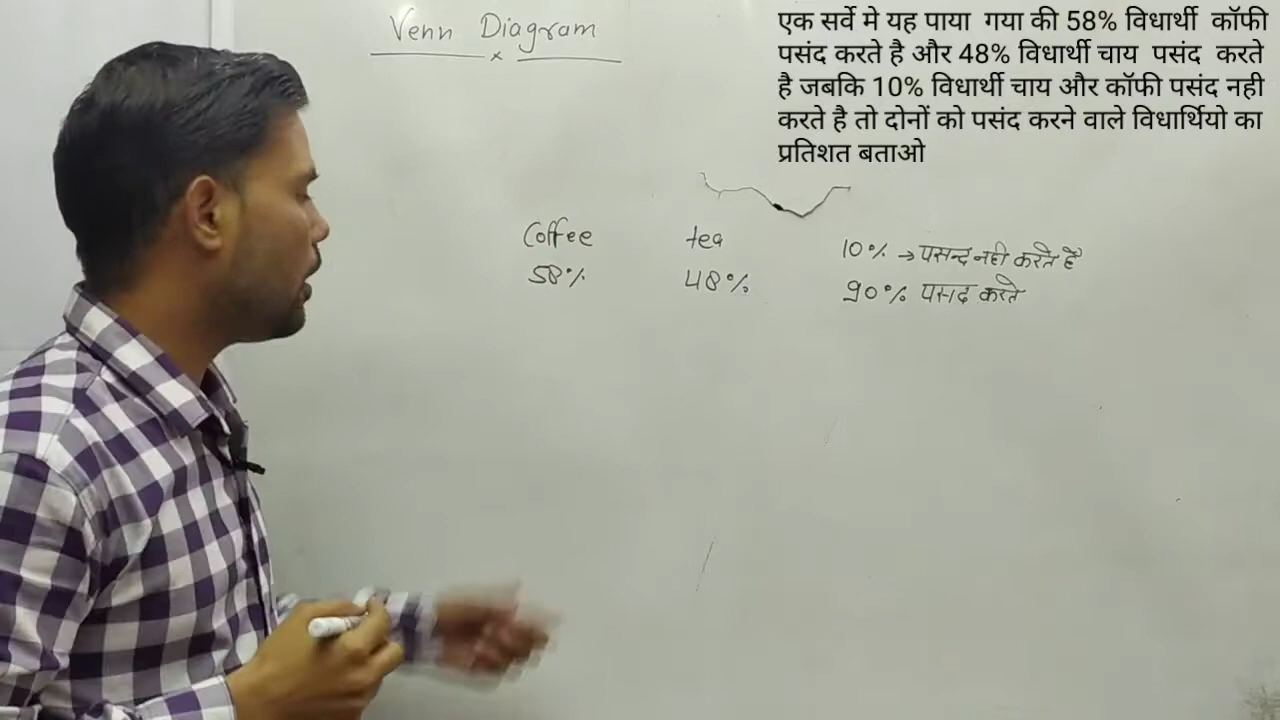 Venn Diagram
एक सर्वे मे यह पाया गया की 58% विधार्थी कॉफी
पसंद करते है और 48% विधार्थी चाय पसंद करते
है जबकि 10% विधार्थी चाय और कॉफी पसंद नही
करते है तो दोनों को पसंद करने वाले विधार्थियो का
प्रतिशत बताओ
Coffee tea 10% → पसन्द नही करते है
58% 48% 90% पसंद करते